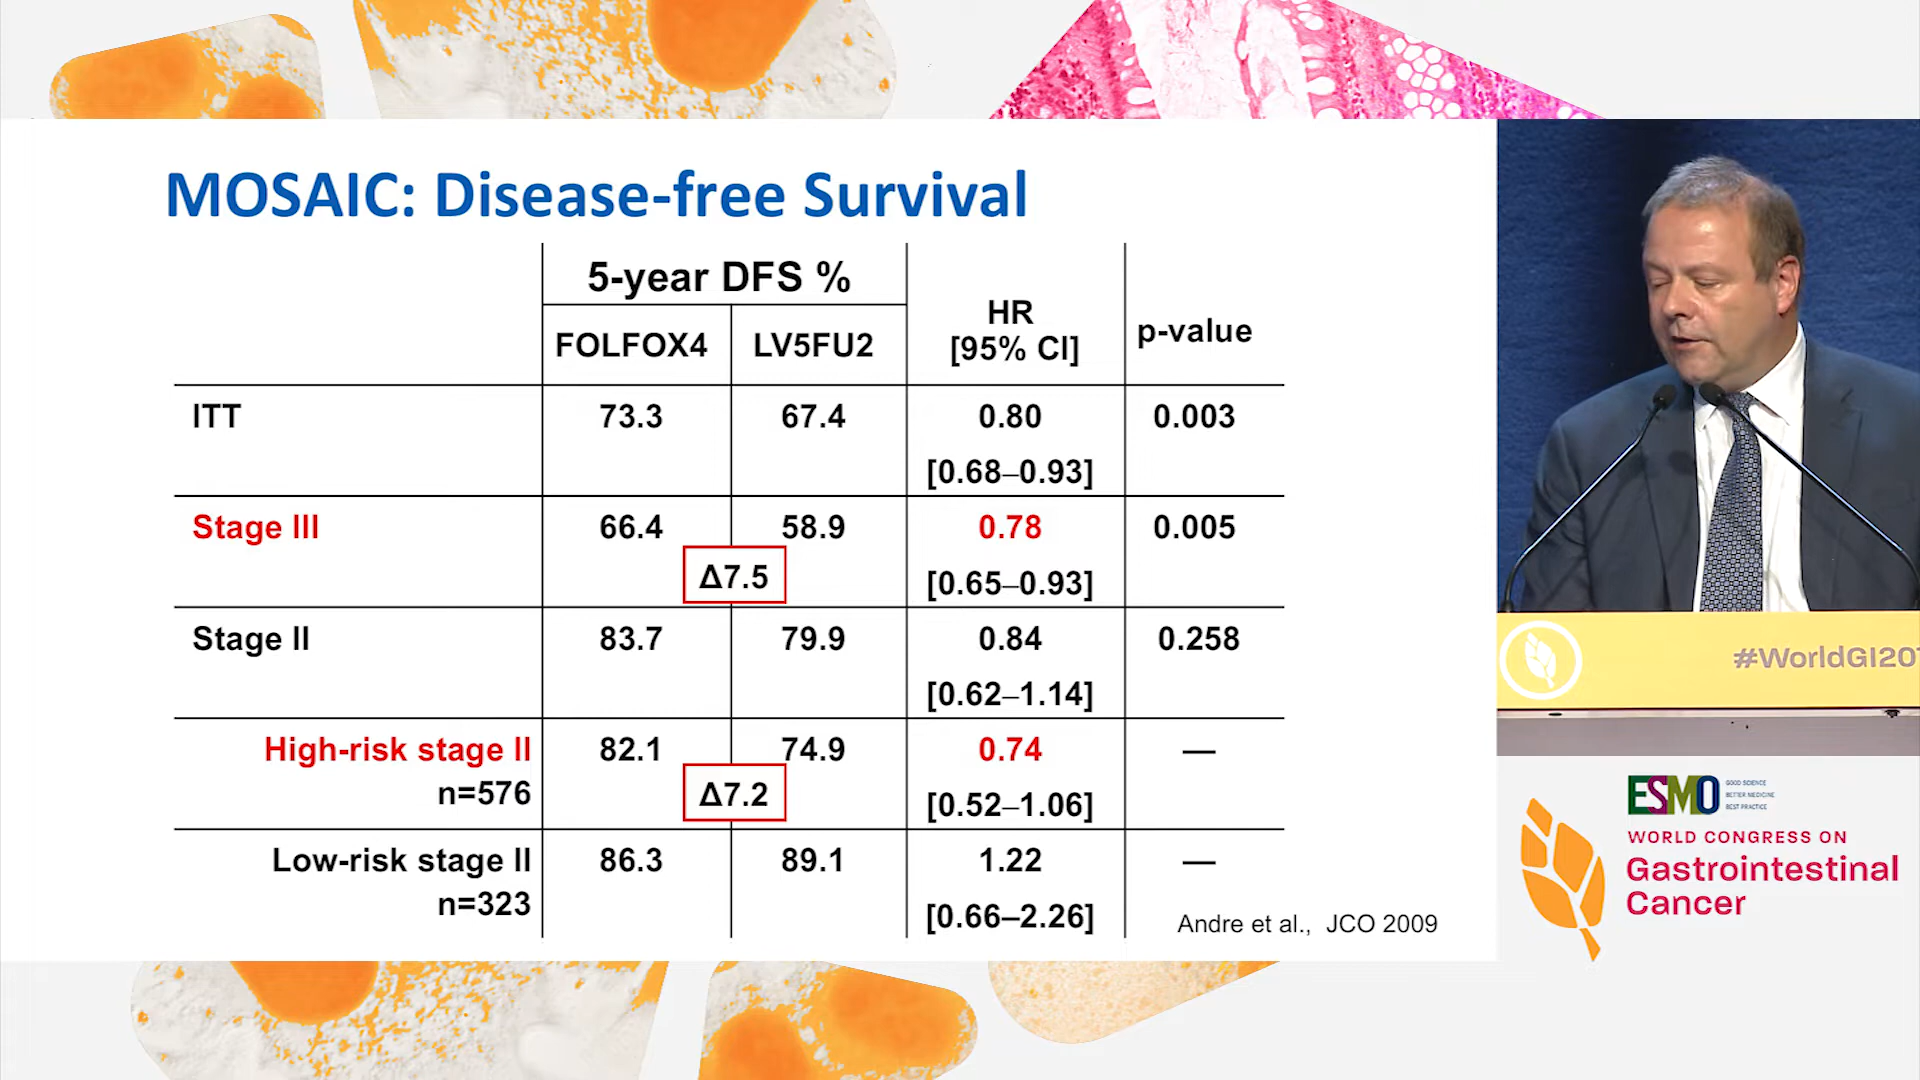 MOSAIC: Disease-free Survival
5-year DFS %
FOLFOX4 LV5FU2 HR [95% CI] p-value
ITT 73.3 67.4 0.80 0.003
[0.68–0.93]
Stage III 66.4 58.9 0.78 0.005
Δ7.5 [0.65–0.93]
Stage II 83.7 79.9 0.84 0.258
[0.62–1.14]
High-risk stage II 82.1 74.9 0.74 —
n=576 Δ7.2 [0.52–1.06]
Low-risk stage II 86.3 89.1 1.22 —
n=323 [0.66–2.26]
Andre et al., JCO 2009
#WorldGI20
ESMO
GOOD SCIENCE
BETTER MEDICINE
BEST PRACTICE
WORLD CONGRESS ON
Gastrointestinal
Cancer